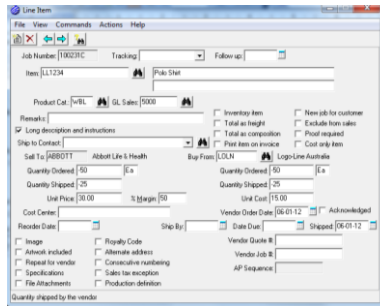 Line Item
File View Commands Actions Help
Job Number: 100231C Tracking: Follow up:
Item: LL1234 Polo Shirt
Product Cat.: WBL GL Sales: 5000
Remarks:
Inventory item New job for customer
Total as freight Exclude from sales
Total as composition Proof required
Print item on invoice Cost only item
Long description and instructions
Ship to Contact:
Sell To: ABBOTT Abbott Life & Health Buy From: LOLN Logo-Line Australia
Quantity Ordered: -50 Ea Quantity Ordered: -50 Ea
Quantity Shipped: -25 Quantity Shipped: -25
Unit Price: 30.00 % Margin: 50 Unit Cost: 15.00
Cost Center: Vendor Order Date: 06-01-12 Acknowledged
Reorder Date: Ship By: Date Due: Shipped: 06-01-12
Image Royalty Code Vendor Quote #:
Artwork included Alternate address
Repeat for vendor Consecutive numbering Vendor Job #:
Specifications Sales tax exception AP Sequence:
File Attachments Production definition
Quantity shipped by the vendor